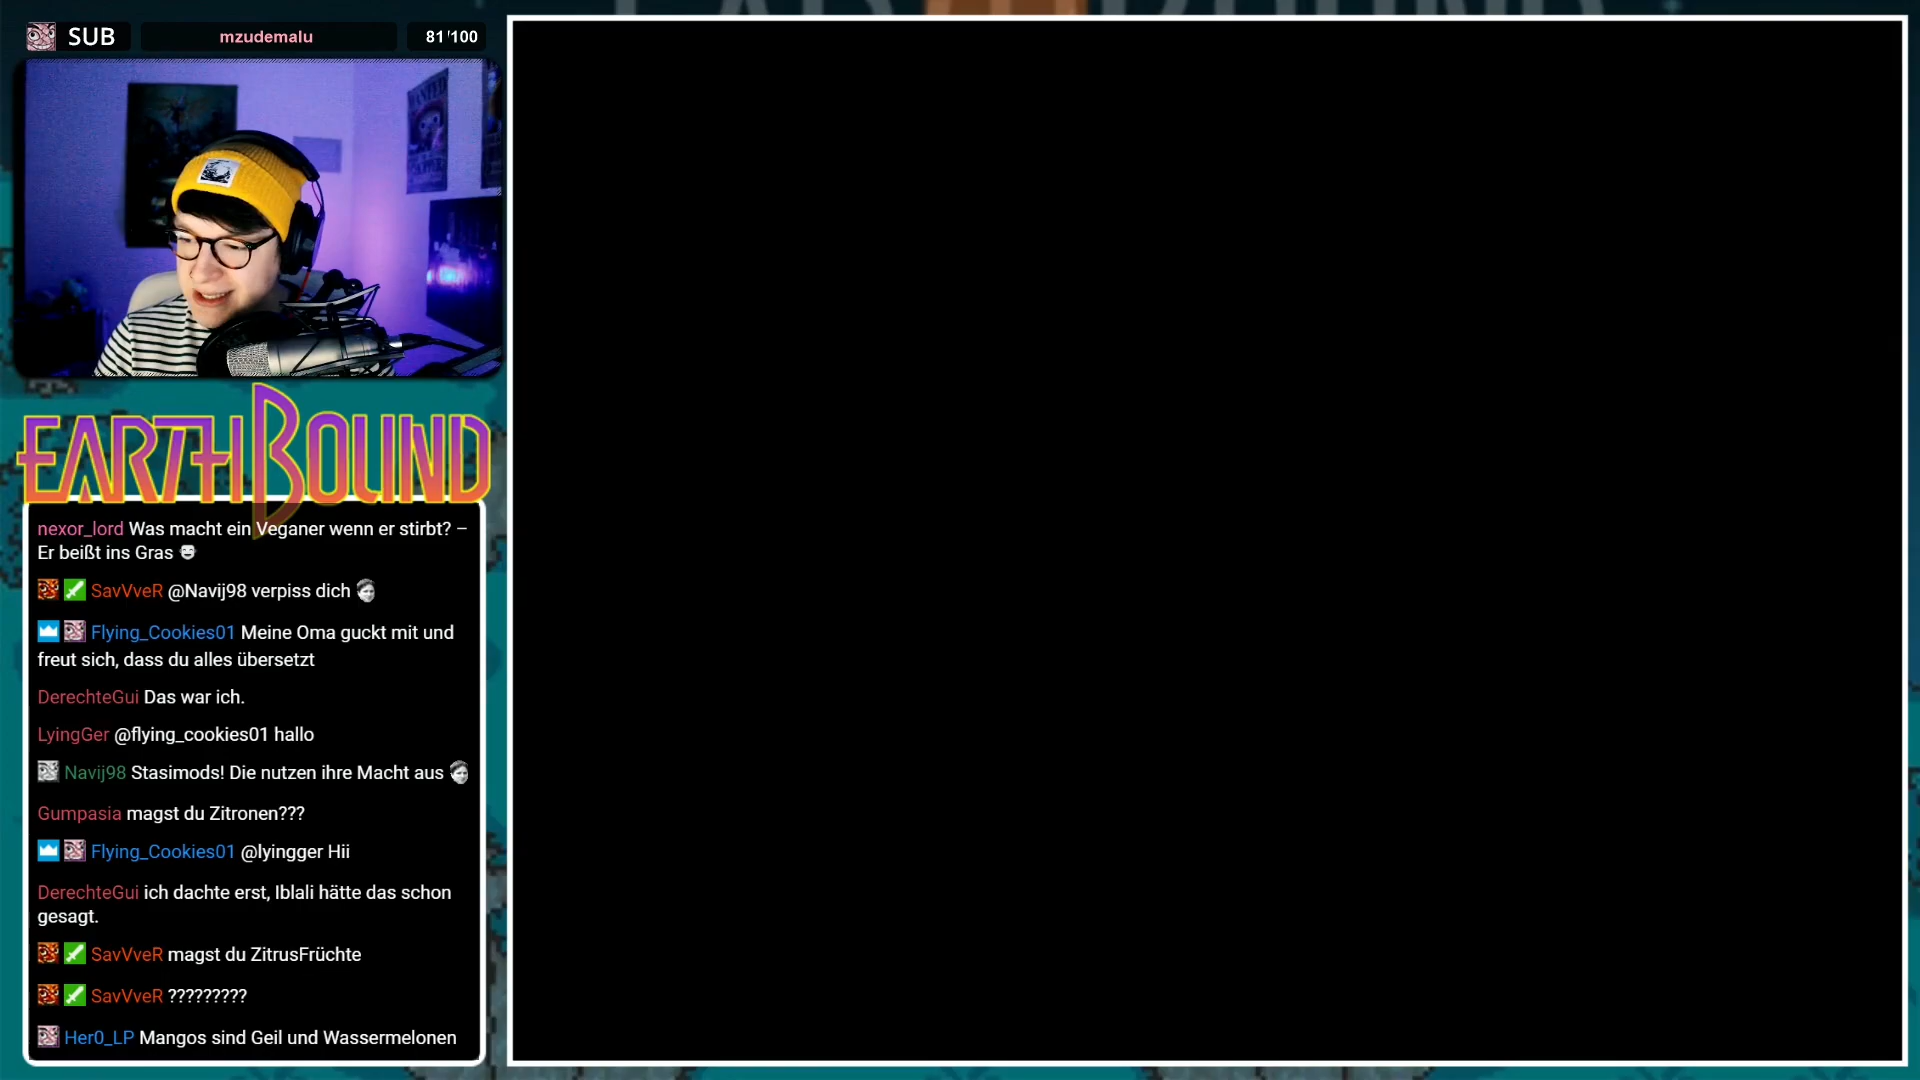 SUB
mzudemalu
81/100
WANTED
EARTHBOUND
nexor_lord Was macht ein Veganer wenn er stirbt? –
Er beißt ins Gras
SavVveR @Navij98 verpiss dich
Flying_Cookies01 Meine Oma guckt mit und
freut sich, dass du alles übersetzt
DerechteGui Das war ich.
LyingGer @flying_cookies01 hallo
Navij98 Stasimods! Die nutzen ihre Macht aus
Gumpasia magst du Zitronen???
Flying_Cookies01 @lyingger Hii
DerechteGui ich dachte erst, Iblali hätte das schon
gesagt.
SavVveR magst du ZitrusFrüchte
SavVveR ?????????
Her0_LP Mangos sind Geil und Wassermelonen